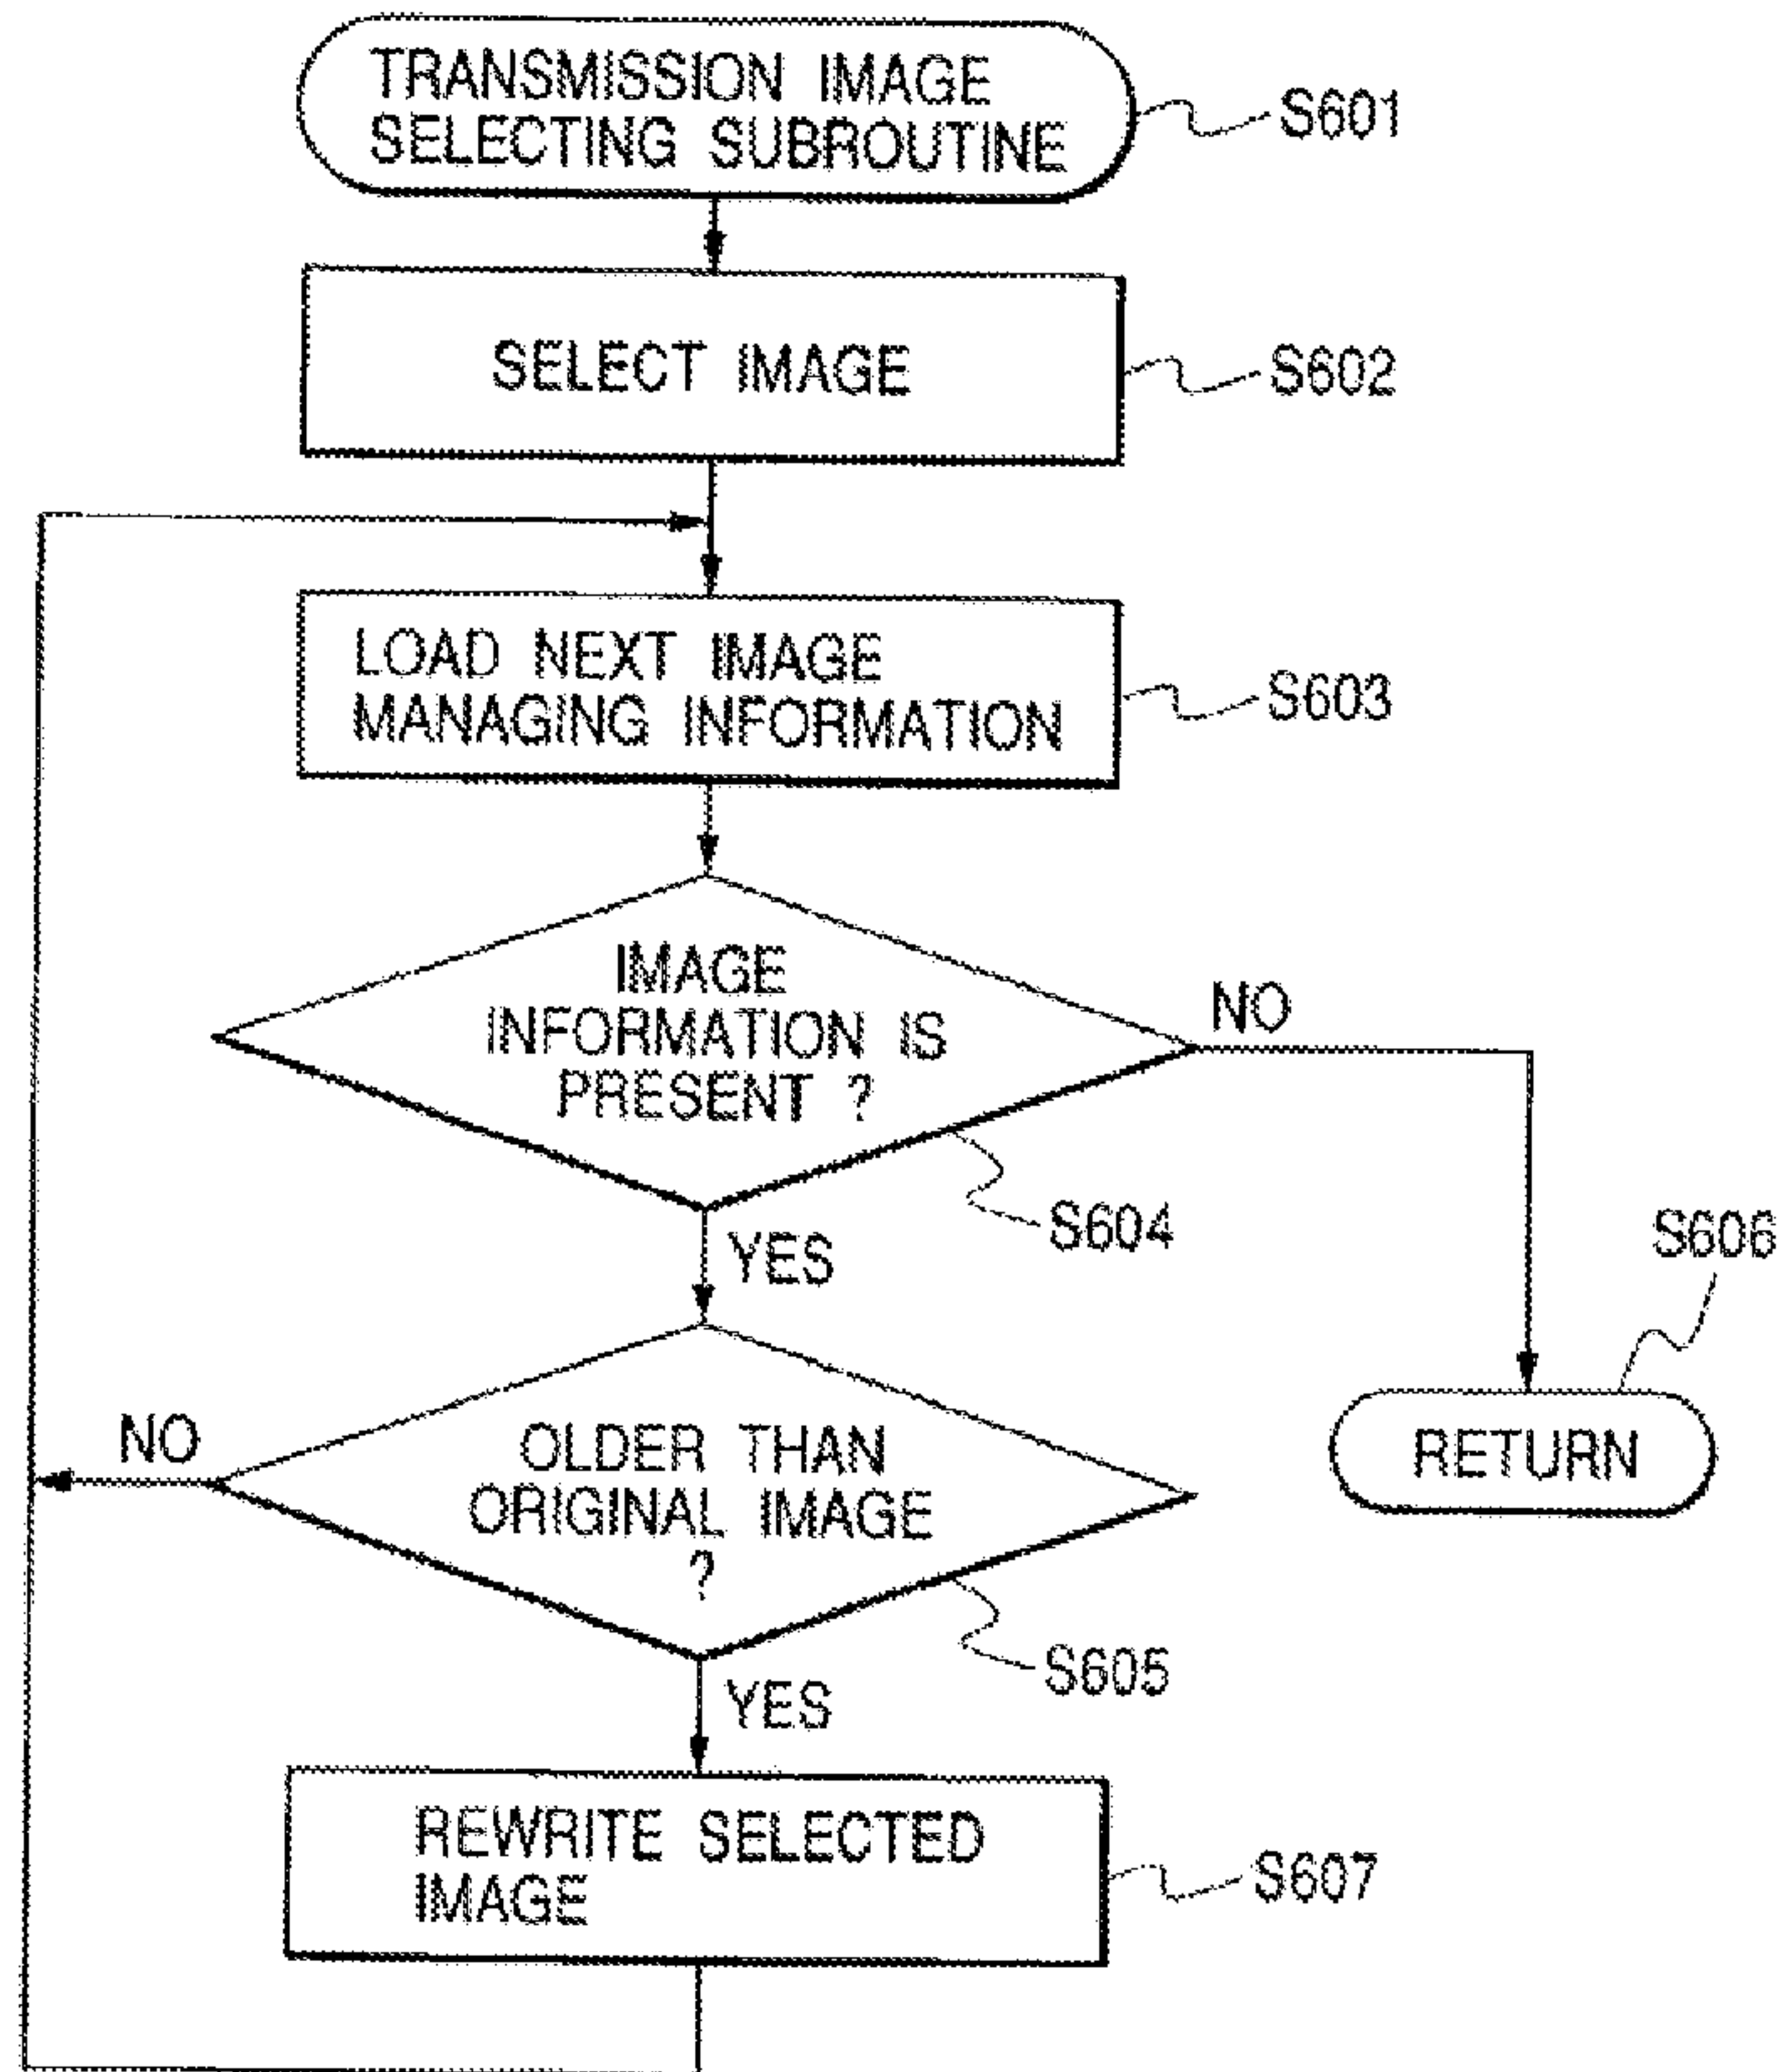 TRANSMISSION IMAGE
SELECTING SUBROUTINE
S601
SELECT IMAGE
S602
LOAD NEXT IMAGE
MANAGING INFORMATION
S603
IMAGE
INFORMATION IS
PRESENT ?
NO
S604
YES
S606
OLDER THAN
ORIGINAL IMAGE
?
NO
RETURN
S605
YES
REWRITE SELECTED
IMAGE
S607